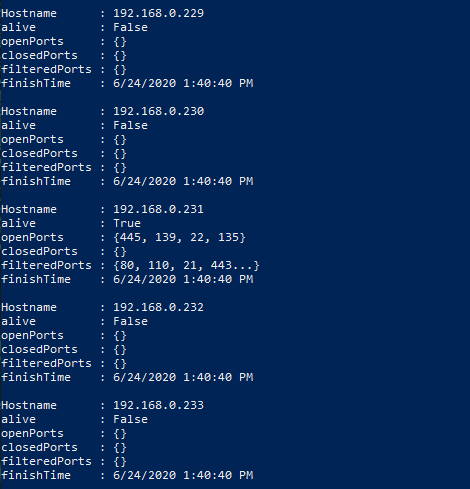 Hostname : 192.168.0.229
alive : False
openPorts : {}
closedPorts : {}
filteredPorts : {}
finishTime : 6/24/2020 1:40:40 PM
Hostname : 192.168.0.230
alive : False
openPorts : {}
closedPorts : {}
filteredPorts : {}
finishTime : 6/24/2020 1:40:40 PM
Hostname : 192.168.0.231
alive : True
openPorts : {445, 139, 22, 135}
closedPorts : {}
filteredPorts : {80, 110, 21, 443...}
finishTime : 6/24/2020 1:40:40 PM
Hostname : 192.168.0.232
alive : False
openPorts : {}
closedPorts : {}
filteredPorts : {}
finishTime : 6/24/2020 1:40:40 PM
Hostname : 192.168.0.233
alive : False
openPorts : {}
closedPorts : {}
filteredPorts : {}
finishTime : 6/24/2020 1:40:40 PM